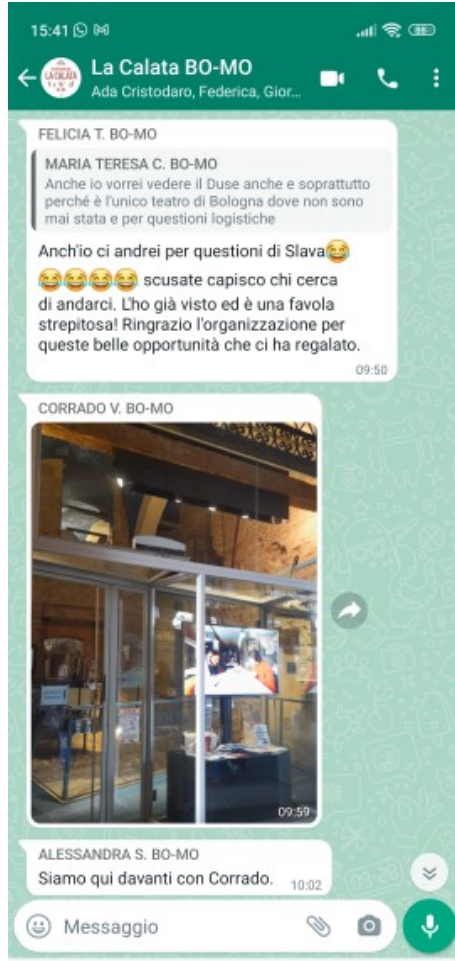 15:41
88
La Calata BO-MO
Ada Cristodaro, Federica, Gior...
LA CALATA
FELICIA T. BO-MO
MARIA TERESA C. BO-MO
Anche io vorrei vedere il Duse anche e soprattutto
perché è l'unico teatro di Bologna dove non sono
mai stata e per questioni logistiche
Anch'io ci andrei per questioni di Slava😂
😂😂😂😂 scusate capisco chi cerca
di andarci. L'ho già visto ed è una favola
strepitosa! Ringrazio l'organizzazione per
queste belle opportunità che ci ha regalato.
09:50
CORRADO V. BO-MO
09:59
ALESSANDRA S. BO-MO
Siamo qui davanti con Corrado.
10:02
Messaggio